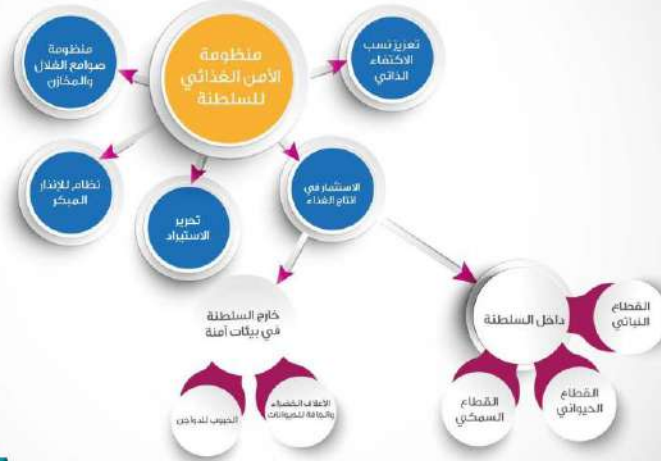 منظومة
الأمن الغذائي
للسلطنة
تعزيز نسب
الاكتفاء
الذاتي
منظومة
صوامع الغلال
والمخازن
نظام للإنذار
المبكر
تحرير
الاستيراد
الاستثمار في
انتاج الغذاء
خارج السلطنة
في بيئات آمنة
داخل السلطنة
القطاع
النباتي
القطاع
الحيواني
القطاع
السمكي
الأعلاف الخضراء
والجافة للحيوانات
الحبوب للدواجن